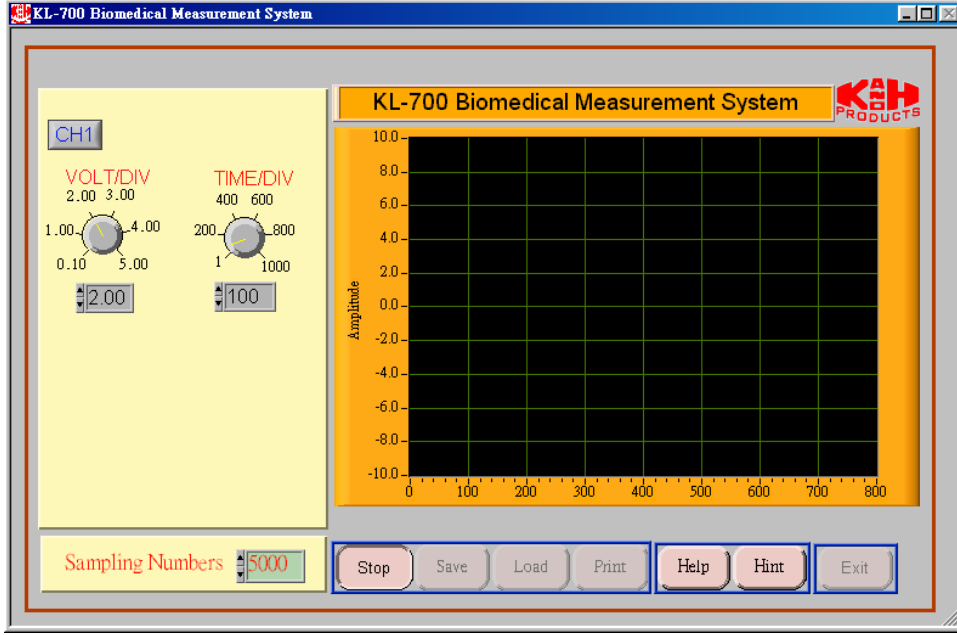 KL-700 Biomedical Measurement System
KL-700 Biomedical Measurement System
K AND H
PRODUCTS
CH1
VOLT/DIV
2.00 3.00
1.00 4.00
0.10 5.00
2.00
TIME/DIV
400 600
200 800
1 1000
100
Amplitude
10.0
8.0
6.0
4.0
2.0
0.0
-2.0
-4.0
-6.0
-8.0
-10.0
0 100 200 300 400 500 600 700 800
Sampling Numbers 5000
Stop Save Load Print Help Hint Exit